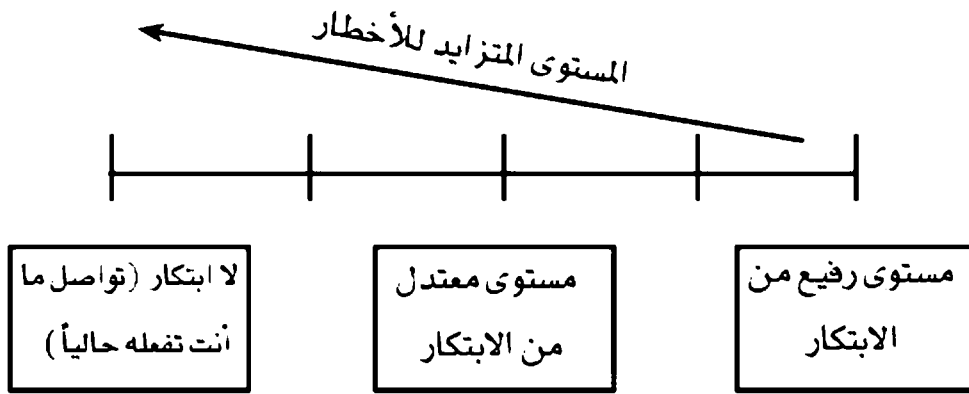 المستوى المتزايد للأخطار
مستوى رفيع من
الابتكار
مستوى معتدل
من الابتكار
لا ابتكار (تواصل ما
أنت تفعله حالياً)